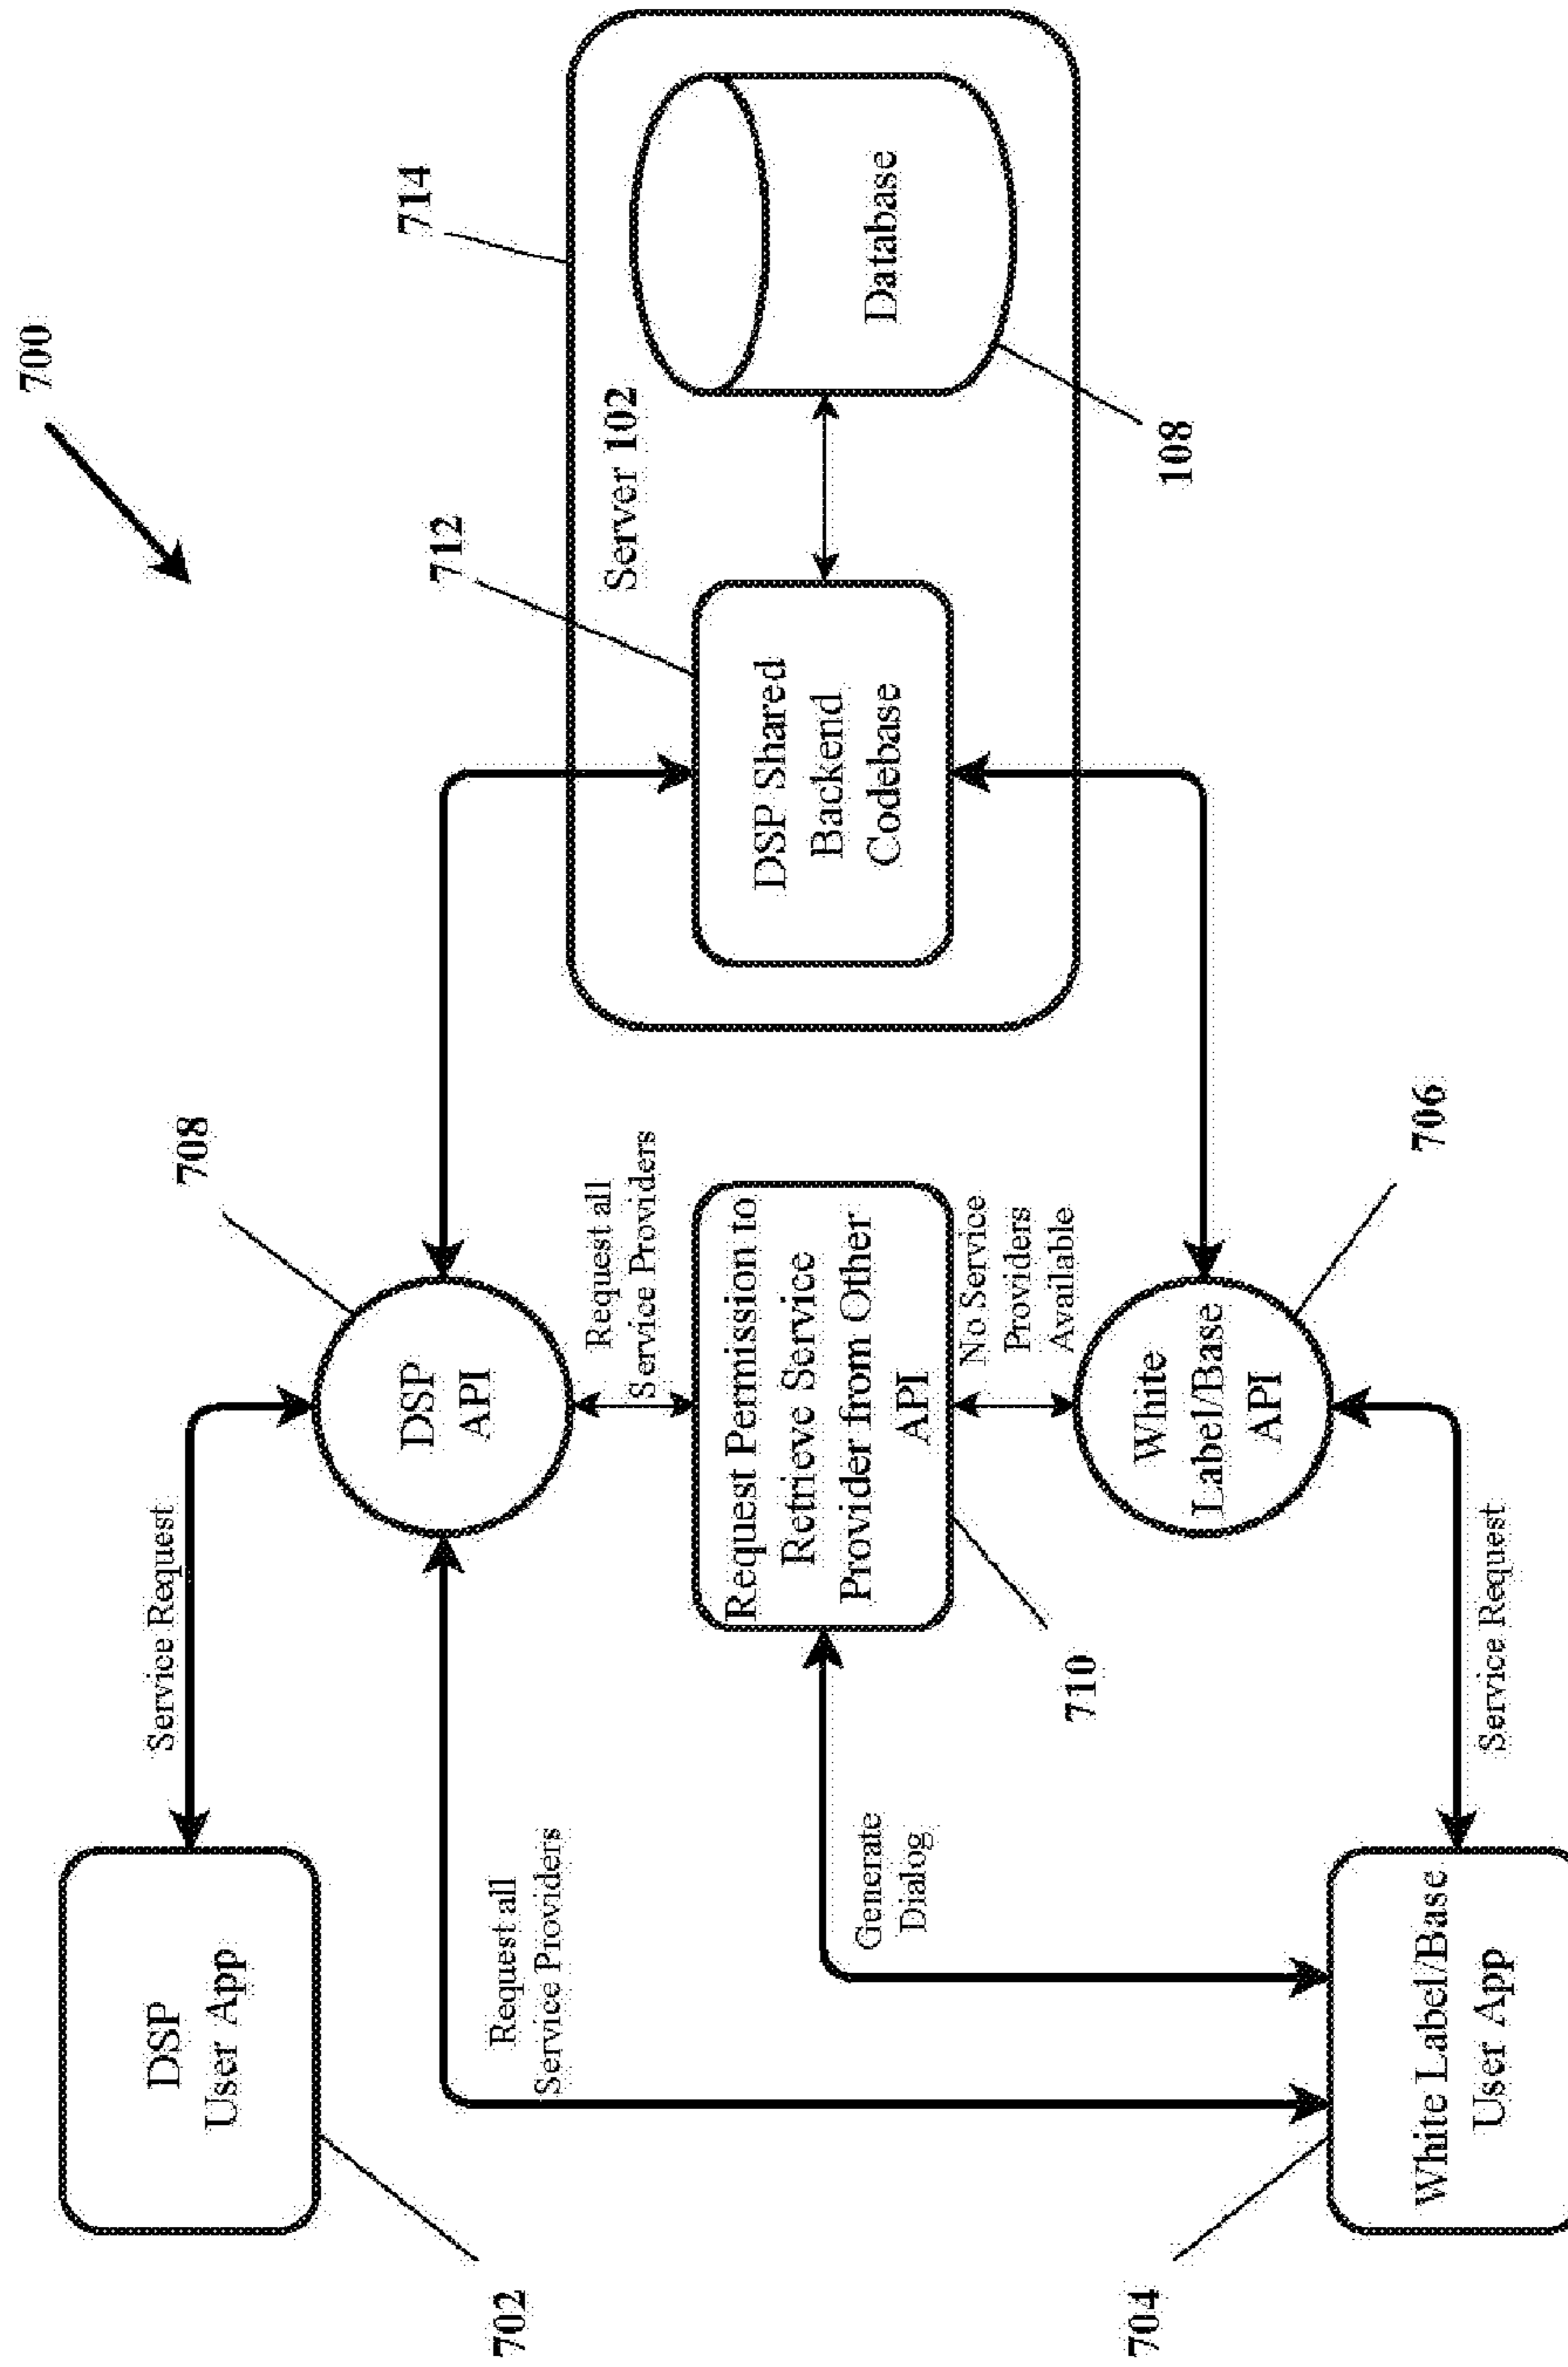 700
714
712
Server 102
Database
108
DSP Shared
Backend
Codebase
708
706
DSP
API
Request all
Service Providers
Request Permission to
Retrieve Service
Provider from Other
API
No Service
Providers
Available
White
Label/Base
API
710
Service Request
Service Request
Generate
Dialog
Request all
Service Providers
DSP
User App
White Label/Base
User App
702
704